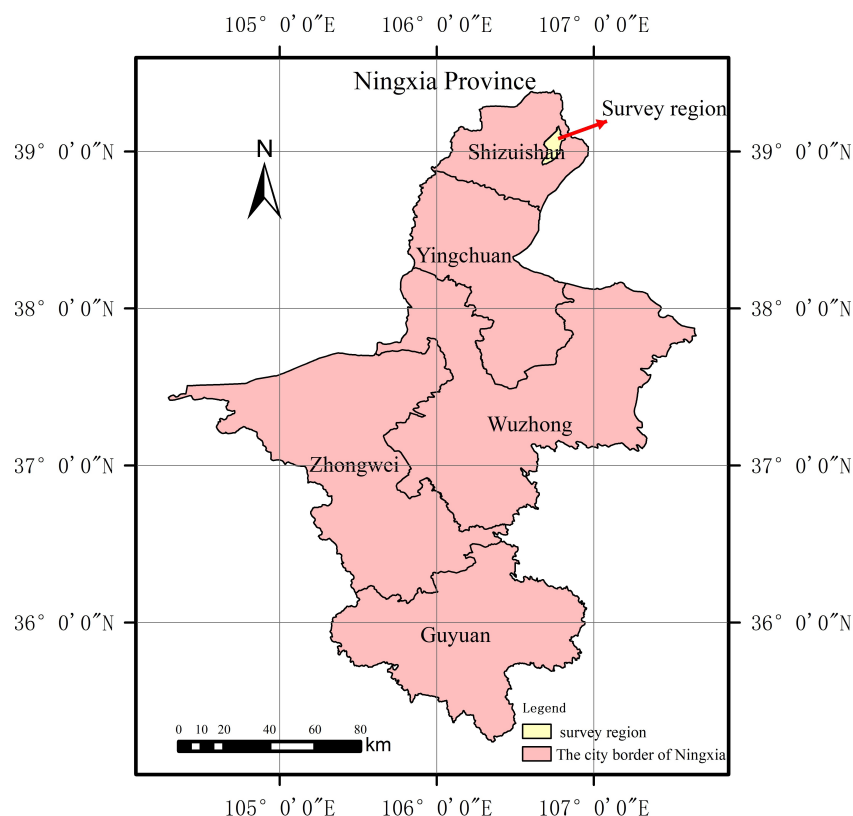 105° 0′0″E 106° 0′0″E 107° 0′0″E
Ningxia Province
Survey region
39° 0′0″N 39° 0′0″N
N
Shizuishan
Yingchuan
38° 0′0″N 38° 0′0″N
Wuzhong
Zhongwei
37° 0′0″N 37° 0′0″N
36° 0′0″N 36° 0′0″N
Guyuan
Legend
survey region
The city border of Ningxia
0 10 20 40 60 80
km
105° 0′0″E 106° 0′0″E 107° 0′0″E